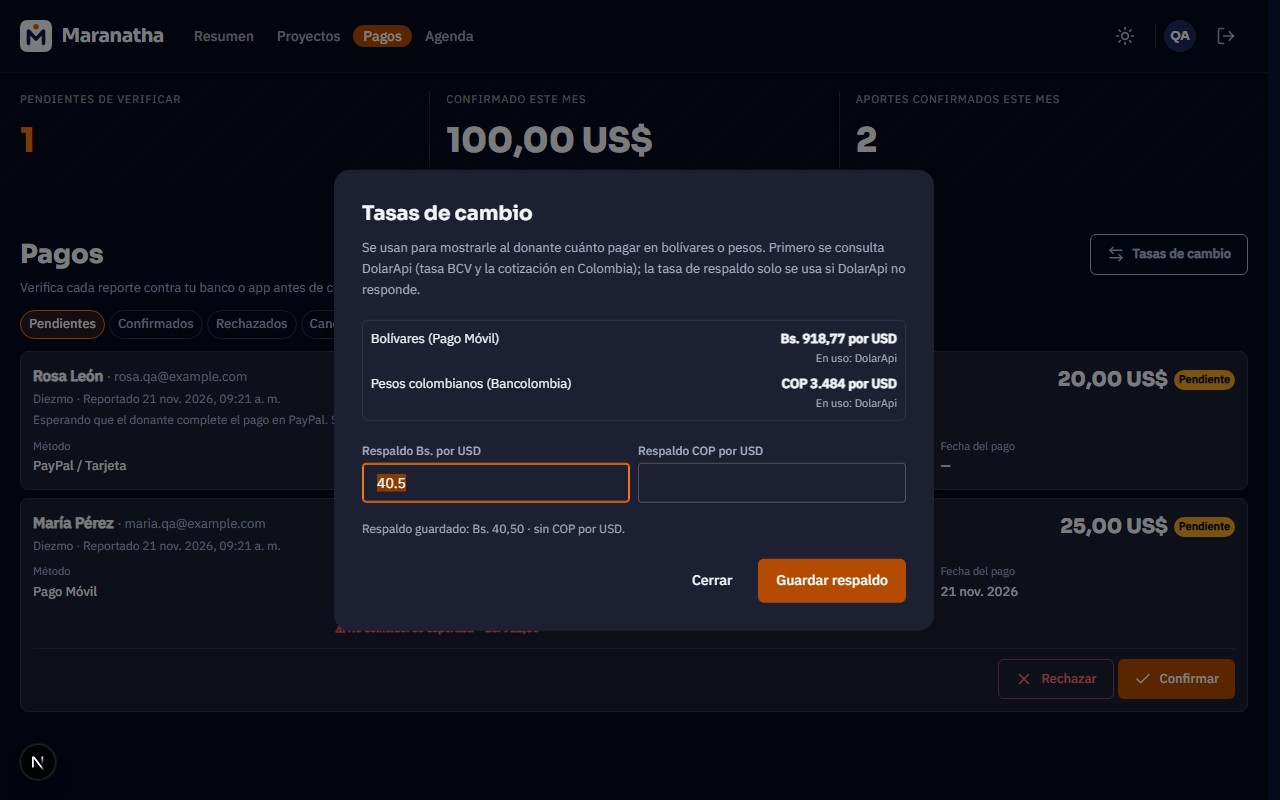 Maranatha
Resumen
Proyectos
Pagos
Agenda
QA
PENDIENTES DE VERIFICAR
1
CONFIRMADO ESTE MES
100,00 US$
APORTES CONFIRMADOS ESTE MES
2
Pagos
Verifica cada reporte contra tu banco o app antes de
Tasas de cambio
Pendientes
Confirmados
Rechazados
Rosa León · rosa.qa@example.com
Diezmo · Reportado 21 nov. 2026, 09:21 a. m.
Esperando que el donante complete el pago en PayPal.
Método
PayPal / Tarjeta
20,00 US$ Pendiente
Fecha del pago
—
María Pérez · maria.qa@example.com
Diezmo · Reportado 21 nov. 2026, 09:21 a. m.
Método
Pago Móvil
25,00 US$ Pendiente
Fecha del pago
21 nov. 2026
Rechazar
Confirmar
Tasas de cambio
Se usan para mostrarle al donante cuánto pagar en bolívares o pesos. Primero se consulta
DolarApi (tasa BCV y la cotización en Colombia); la tasa de respaldo solo se usa si DolarApi no
responde.
Bolívares (Pago Móvil)
Bs. 918,77 por USD
En uso: DolarApi
Pesos colombianos (Bancolombia)
COP 3.484 por USD
En uso: DolarApi
Respaldo Bs. por USD
Respaldo COP por USD
40.5
Respaldo guardado: Bs. 40,50 · sin COP por USD.
Cerrar
Guardar respaldo
N